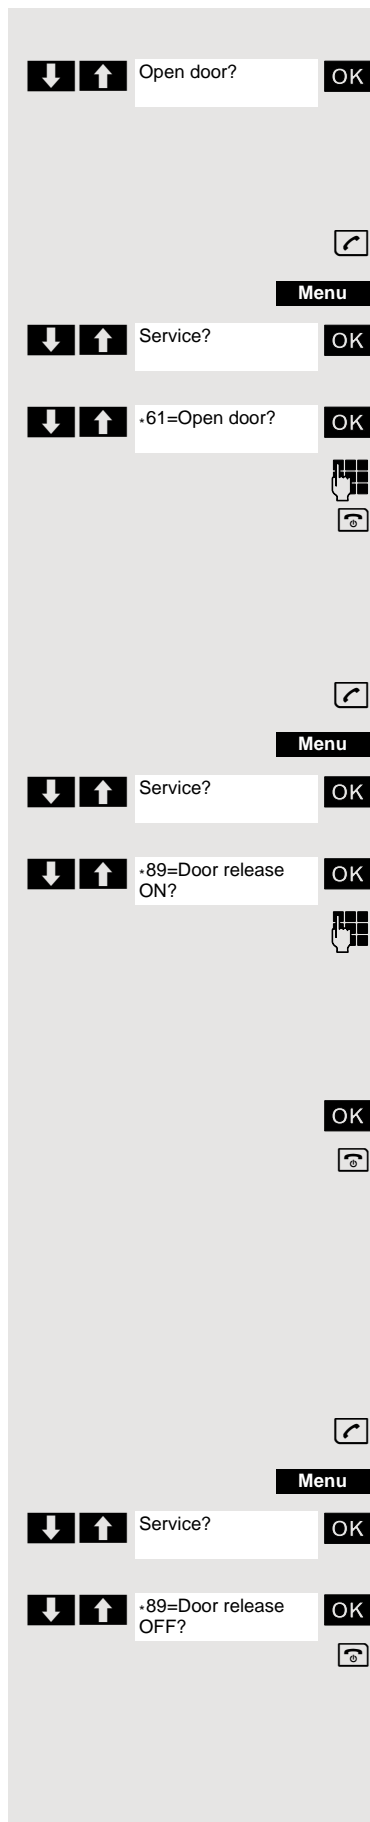 Open door? OK
Menu
Service? OK
*61=Open door? OK
Menu
Service? OK
*89=Door release OK
ON?
OK
Menu
Service? OK
*89=Door release OK
OFF?